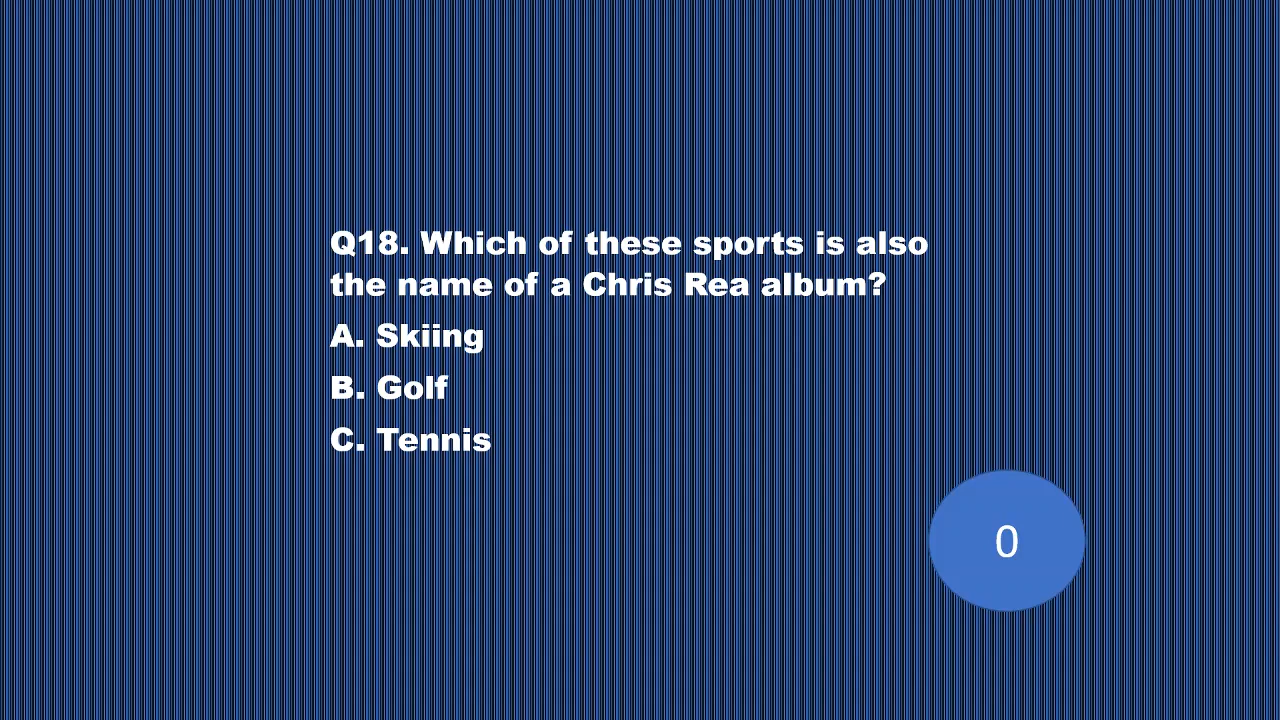 Q18. Which of these sports is also
the name of a Chris Rea album?
A. Skiing
B. Golf
C. Tennis
0